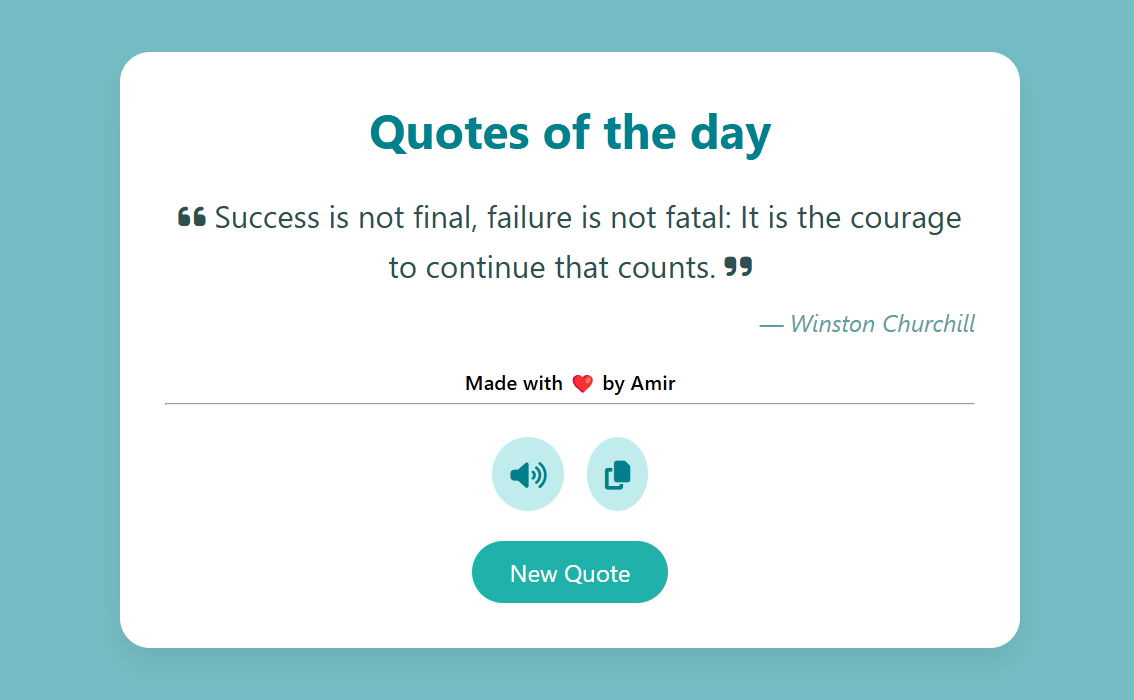 Quotes of the day
❝ Success is not final, failure is not fatal: It is the courage
to continue that counts. ❞
— Winston Churchill
Made with ❤️ by Amir
New Quote